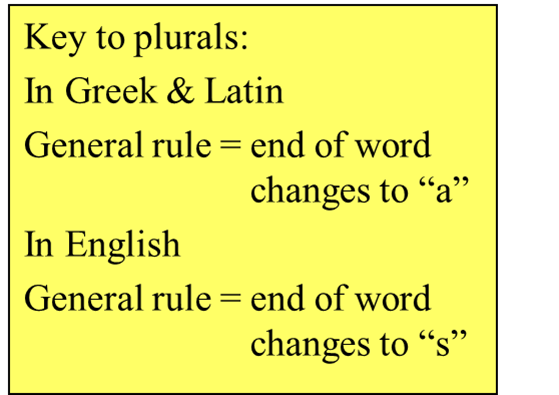 Key to plurals:
In Greek & Latin
General rule = end of word
changes to “a”
In English
General rule = end of word
changes to “s”